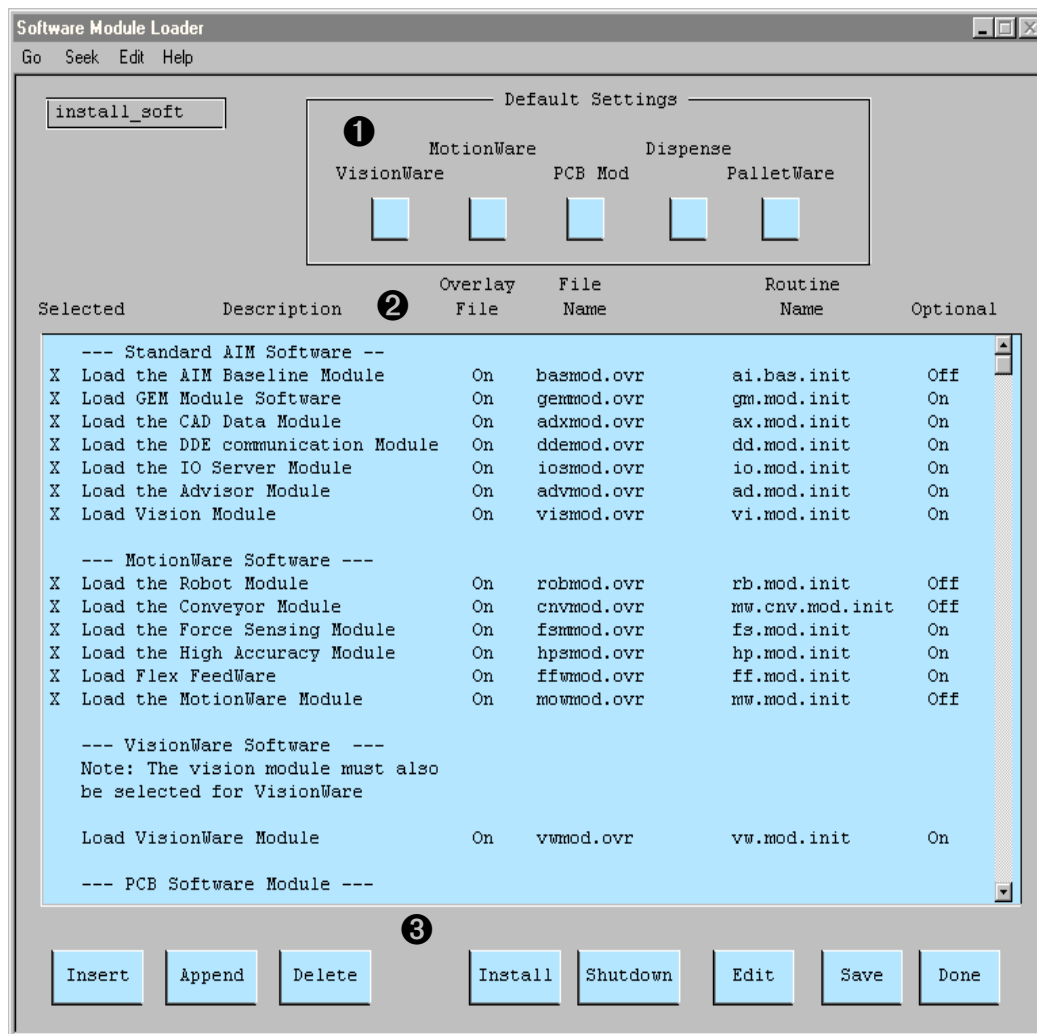 Software Module Loader
Go Seek Edit Help
install_soft
Default Settings
❶
MotionWare Dispense
VisionWare PCB Mod PalletWare
Overlay File Routine
Selected Description ❷ File Name Name Optional
--- Standard AIM Software --
X Load the AIM Baseline Module On basmod.ovr ai.bas.init Off
X Load GEM Module Software On gemmod.ovr gm.mod.init On
X Load the CAD Data Module On adxmod.ovr ax.mod.init On
X Load the DDE communication Module On ddemod.ovr dd.mod.init On
X Load the IO Server Module On iosmod.ovr io.mod.init On
X Load the Advisor Module On advmod.ovr ad.mod.init On
X Load Vision Module On vismod.ovr vi.mod.init On
--- MotionWare Software ---
X Load the Robot Module On robmod.ovr rb.mod.init Off
X Load the Conveyor Module On cnvmod.ovr mw.cnv.mod.init Off
X Load the Force Sensing Module On fsmmod.ovr fs.mod.init On
X Load the High Accuracy Module On hpsmod.ovr hp.mod.init On
X Load Flex FeedWare On ffwmod.ovr ff.mod.init On
X Load the MotionWare Module On mowmod.ovr mw.mod.init Off
--- VisionWare Software ---
Note: The vision module must also
be selected for VisionWare
Load VisionWare Module On vwmod.ovr vw.mod.init On
--- PCB Software Module ---
❸
Insert Append Delete Install Shutdown Edit Save Done